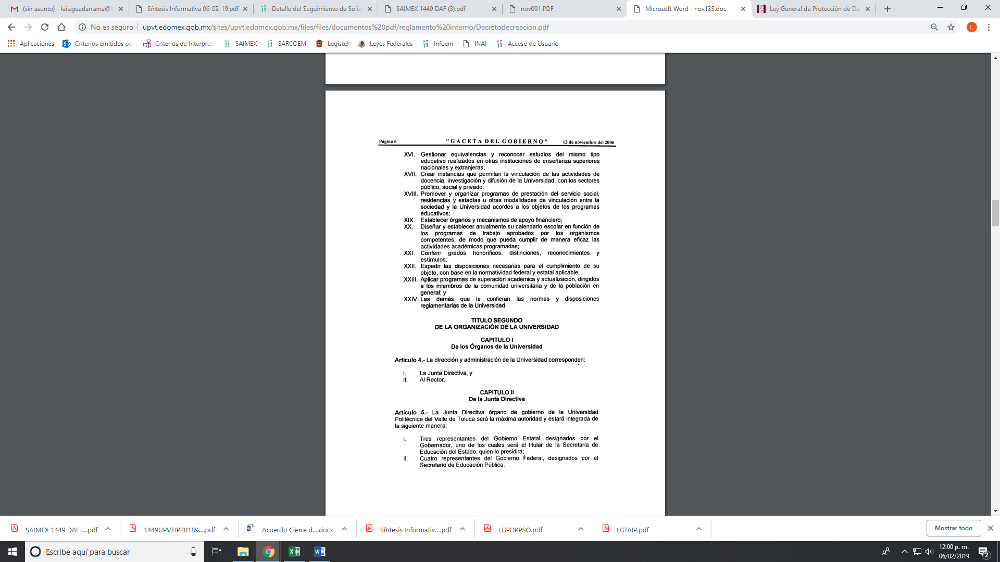 (sin asunto) - luis.guadarrama@i
Síntesis Informativa 06-02-19.pdf
Detalle del Seguimiento de Solici
SAIMEX 1449 DAF (3).pdf
nov091.PDF
Microsoft Word - nov133.doc
Ley General de Protección de Da
No es seguro
upvt.edomex.gob.mx/sites/upvt.edomex.gob.mx/files/files/documentos%20pdf/reglamento%20interno/Decretodecreacion.pdf
L
Aplicaciones
Criterios emitidos po
Criterios de Interpreta
SAIMEX
SARCOEM
Legistel
Leyes Federales
Infoem
INAI
Acceso de Usuario
Página 6 "GACETA DEL GOBIERNO" 13 de noviembre del 2006
XVI. Gestionar equivalencias y reconocer estudios del mismo tipo
educativo realizados en otras instituciones de enseñanza superiores
nacionales y extranjeras;
XVII. Crear instancias que permitan la vinculación de las actividades de
docencia, investigación y difusión de la Universidad, con los sectores
público, social y privado;
XVIII. Promover y organizar programas de prestación del servicio social,
residencias y estadías u otras modalidades de vinculación entre la
sociedad y la Universidad acordes a los objetos de los programas
educativos;
XIX. Establecer órganos y mecanismos de apoyo financiero;
XX. Diseñar y establecer anualmente su calendario escolar en función de
los programas de trabajo aprobados por los organismos
competentes, de modo que pueda cumplir de manera eficaz las
actividades académicas programadas;
XXI. Conferir grados honoríficos, distinciones, reconocimientos y
estímulos;
XXII. Expedir las disposiciones necesarias para el cumplimiento de su
objeto, con base en la normatividad federal y estatal aplicable;
XXIII. Aplicar programas de superación académica y actualización, dirigidos
a los miembros de la comunidad universitaria y de la población en
general; y
XXIV. Las demás que le confieran las normas y disposiciones
reglamentarias de la Universidad.
TITULO SEGUNDO
DE LA ORGANIZACIÓN DE LA UNIVERSIDAD
CAPITULO I
De los Órganos de la Universidad
Artículo 4.- La dirección y administración de la Universidad corresponden:
I. La Junta Directiva, y
II. Al Rector.
CAPITULO II
De la Junta Directiva
Artículo 5.- La Junta Directiva órgano de gobierno de la Universidad
Politécnica del Valle de Toluca será la máxima autoridad y estará integrada de
la siguiente manera:
I. Tres representantes del Gobierno Estatal designados por el
Gobernador, uno de los cuales será el titular de la Secretaría de
Educación del Estado, quien lo presidirá;
II. Cuatro representantes del Gobierno Federal, designados por el
Secretario de Educación Pública;
SAIMEX 1449 DAF ....pdf
1449UPVTIP20189....pdf
Acuerdo Cierre d....docx
Síntesis Informativ....pdf
LGPDPPSO.pdf
LGTAIP.pdf
Mostrar todo
Escribe aquí para buscar
12:00 p. m.
06/02/2019
2